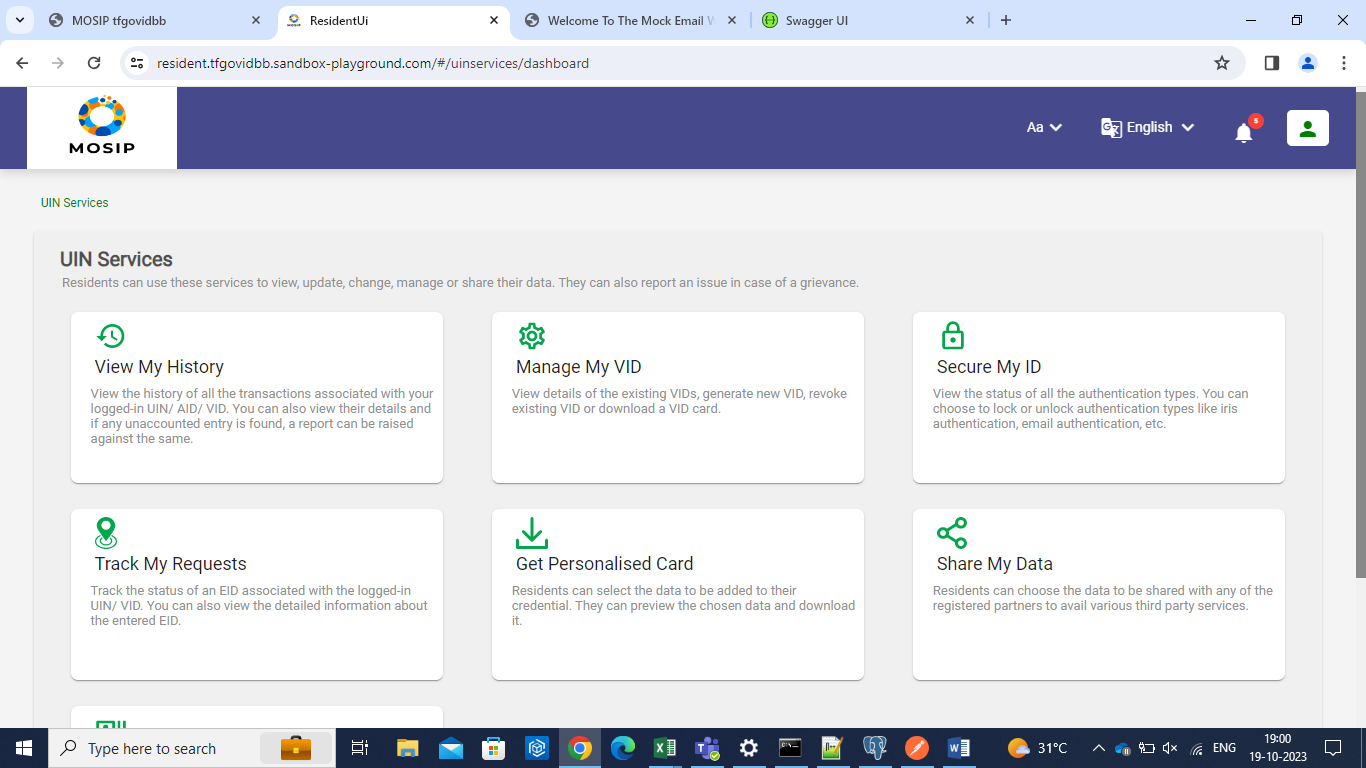 MOSIP tfgovidbb
ResidentUi
Welcome To The Mock Email
Swagger UI
resident.tfgovidbb.sandbox-playground.com/#/uinservices/dashboard
MOSIP
Aa
English
5
UIN Services
UIN Services
Residents can use these services to view, update, change, manage or share their data. They can also report an issue in case of a grievance.
View My History
View the history of all the transactions associated with your
logged-in UIN/ AID/ VID. You can also view their details and
if any unaccounted entry is found, a report can be raised
against the same.
Manage My VID
View details of the existing VIDs, generate new VID, revoke
existing VID or download a VID card.
Secure My ID
View the status of all the authentication types. You can
choose to lock or unlock authentication types like iris
authentication, email authentication, etc.
Track My Requests
Track the status of an EID associated with the logged-in
UIN/ VID. You can also view the detailed information about
the entered EID.
Get Personalised Card
Residents can select the data to be added to their
credential. They can preview the chosen data and download
it.
Share My Data
Residents can choose the data to be shared with any of the
registered partners to avail various third party services.
Type here to search
31°C
ENG
19:00
19-10-2023